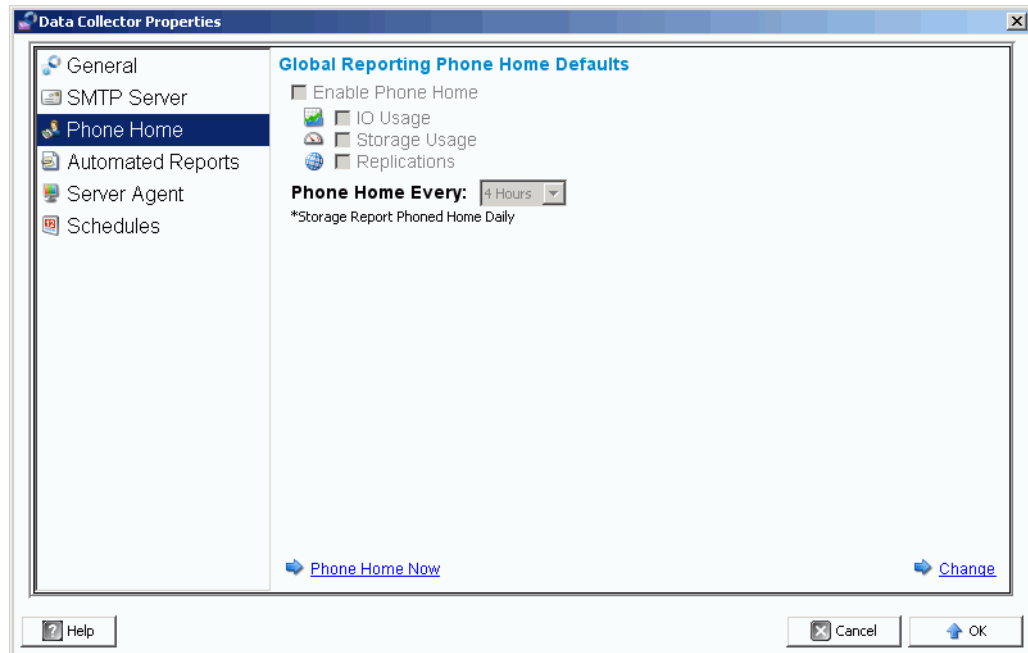 Data Collector Properties
General
SMTP Server
Phone Home
Automated Reports
Server Agent
Schedules
Global Reporting Phone Home Defaults
Enable Phone Home
IO Usage
Storage Usage
Replications
Phone Home Every: 4 Hours
*Storage Report Phoned Home Daily
Phone Home Now
Change
Help
Cancel
OK